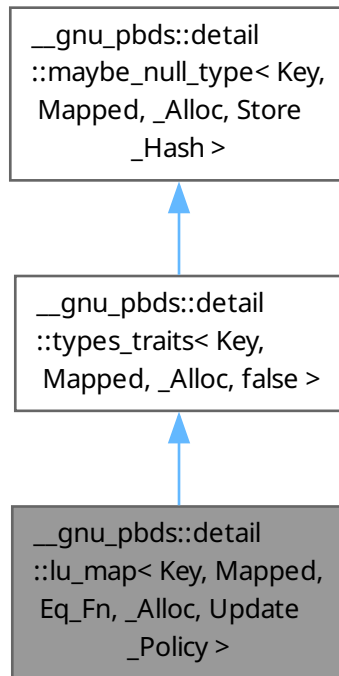 __gnu_pbds::detail
::maybe_null_type< Key,
Mapped, _Alloc, Store
_Hash >
__gnu_pbds::detail
::types_traits< Key,
Mapped, _Alloc, false >
__gnu_pbds::detail
::lu_map< Key, Mapped,
Eq_Fn, _Alloc, Update
_Policy >